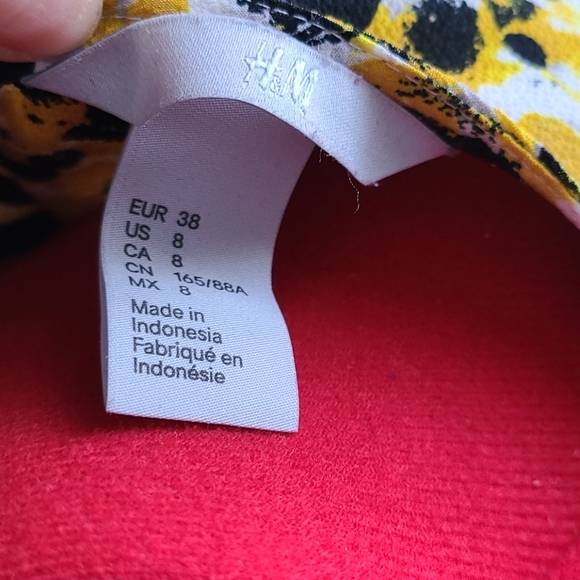 H&M
EUR 38
US 8
CA 8
CN 165/88A
MX 8
Made in
Indonesia
Fabriqué en
Indonésie